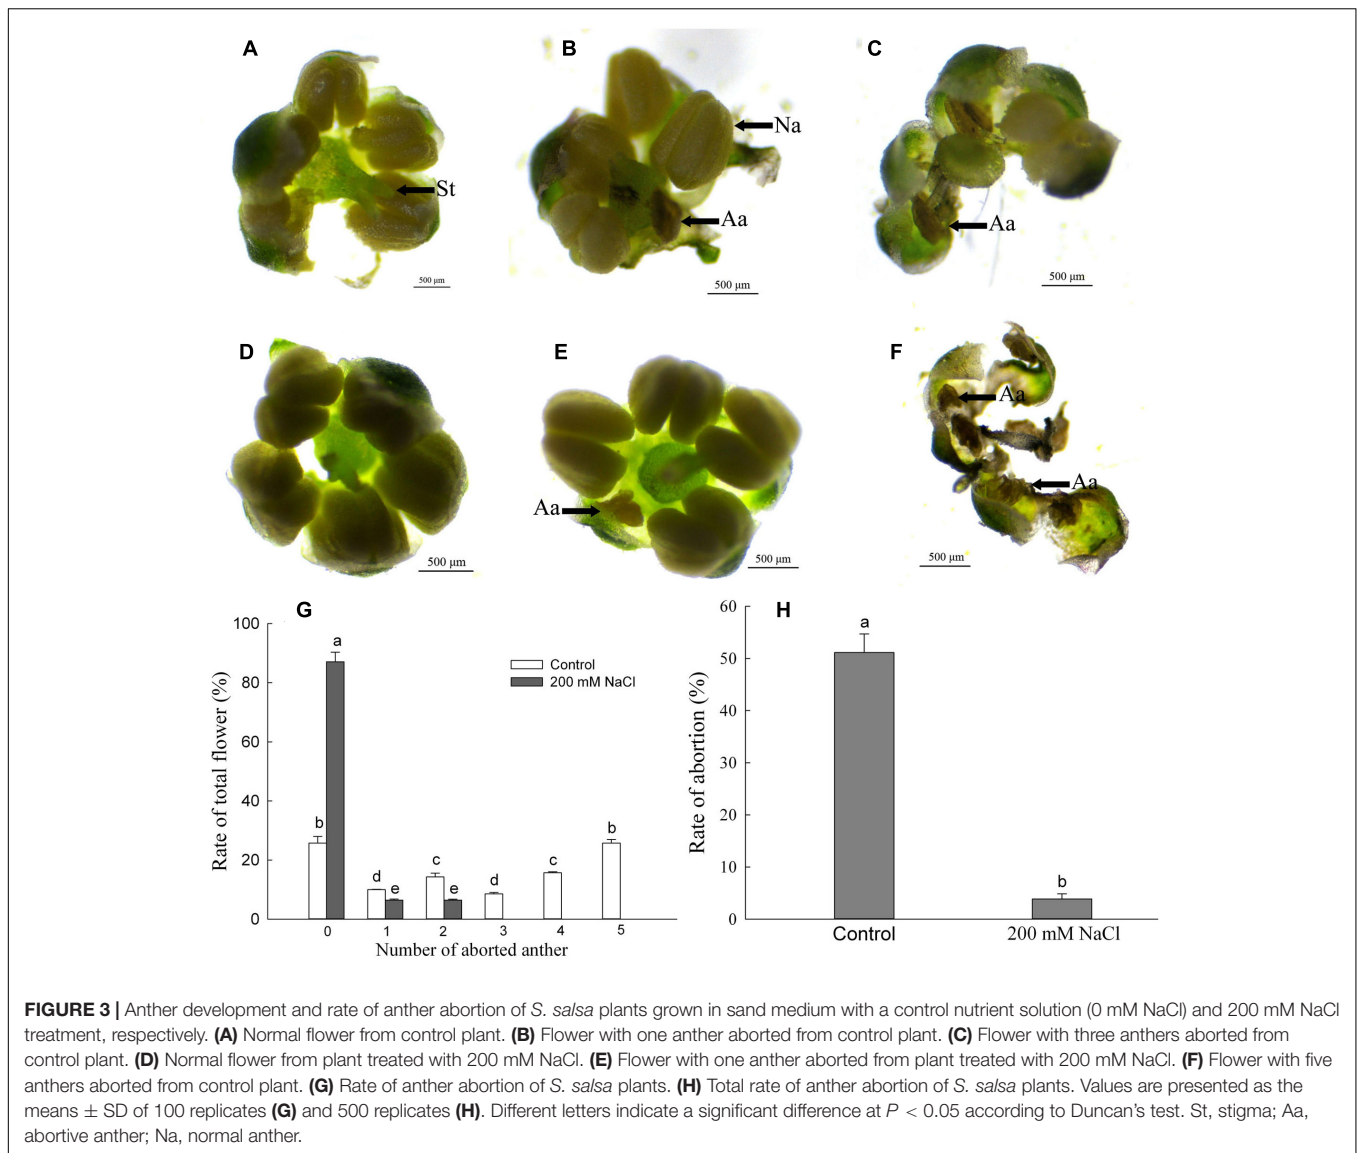 A
B
C
Na
St
Aa
Aa
500 μm
500 μm
500 μm
D
E
F
Aa
Aa
Aa
500 μm
500 μm
500 μm
G
H
100
80
60
40
20
0
Rate of total flower (%)
Control
200 mM NaCl
b
a
d
e
c
e
d
c
b
0 1 2 3 4 5
Number of aborted anther
60
50
40
30
20
10
0
Rate of abortion (%)
a
b
Control 200 mM NaCl
FIGURE 3 | Anther development and rate of anther abortion of S. salsa plants grown in sand medium with a control nutrient solution (0 mM NaCl) and 200 mM NaCl
treatment, respectively. (A) Normal flower from control plant. (B) Flower with one anther aborted from control plant. (C) Flower with three anthers aborted from
control plant. (D) Normal flower from plant treated with 200 mM NaCl. (E) Flower with one anther aborted from plant treated with 200 mM NaCl. (F) Flower with five
anthers aborted from control plant. (G) Rate of anther abortion of S. salsa plants. (H) Total rate of anther abortion of S. salsa plants. Values are presented as the
means ± SD of 100 replicates (G) and 500 replicates (H). Different letters indicate a significant difference at P < 0.05 according to Duncan's test. St, stigma; Aa,
abortive anther; Na, normal anther.